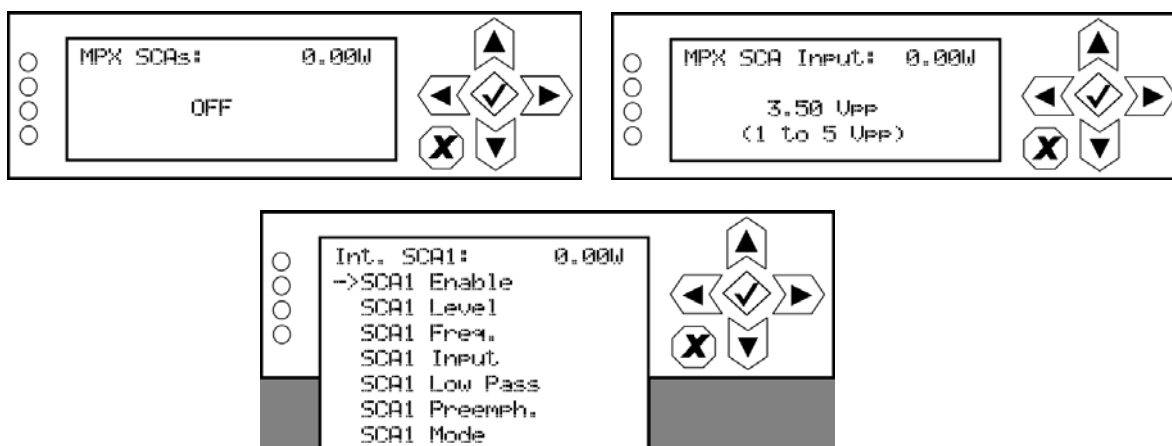 MPX SCAs: 0.00W
OFF
MPX SCA Input: 0.00W
3.50 Vpp
(1 to 5 Vpp)
Int. SCA1: 0.00W
->SCA1 Enable
SCA1 Level
SCA1 Freq.
SCA1 Input
SCA1 Low Pass
SCA1 Preemph.
SCA1 Mode